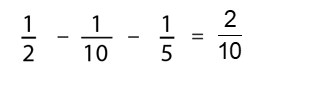 1/2 - 1/10 - 1/5 = 2/10